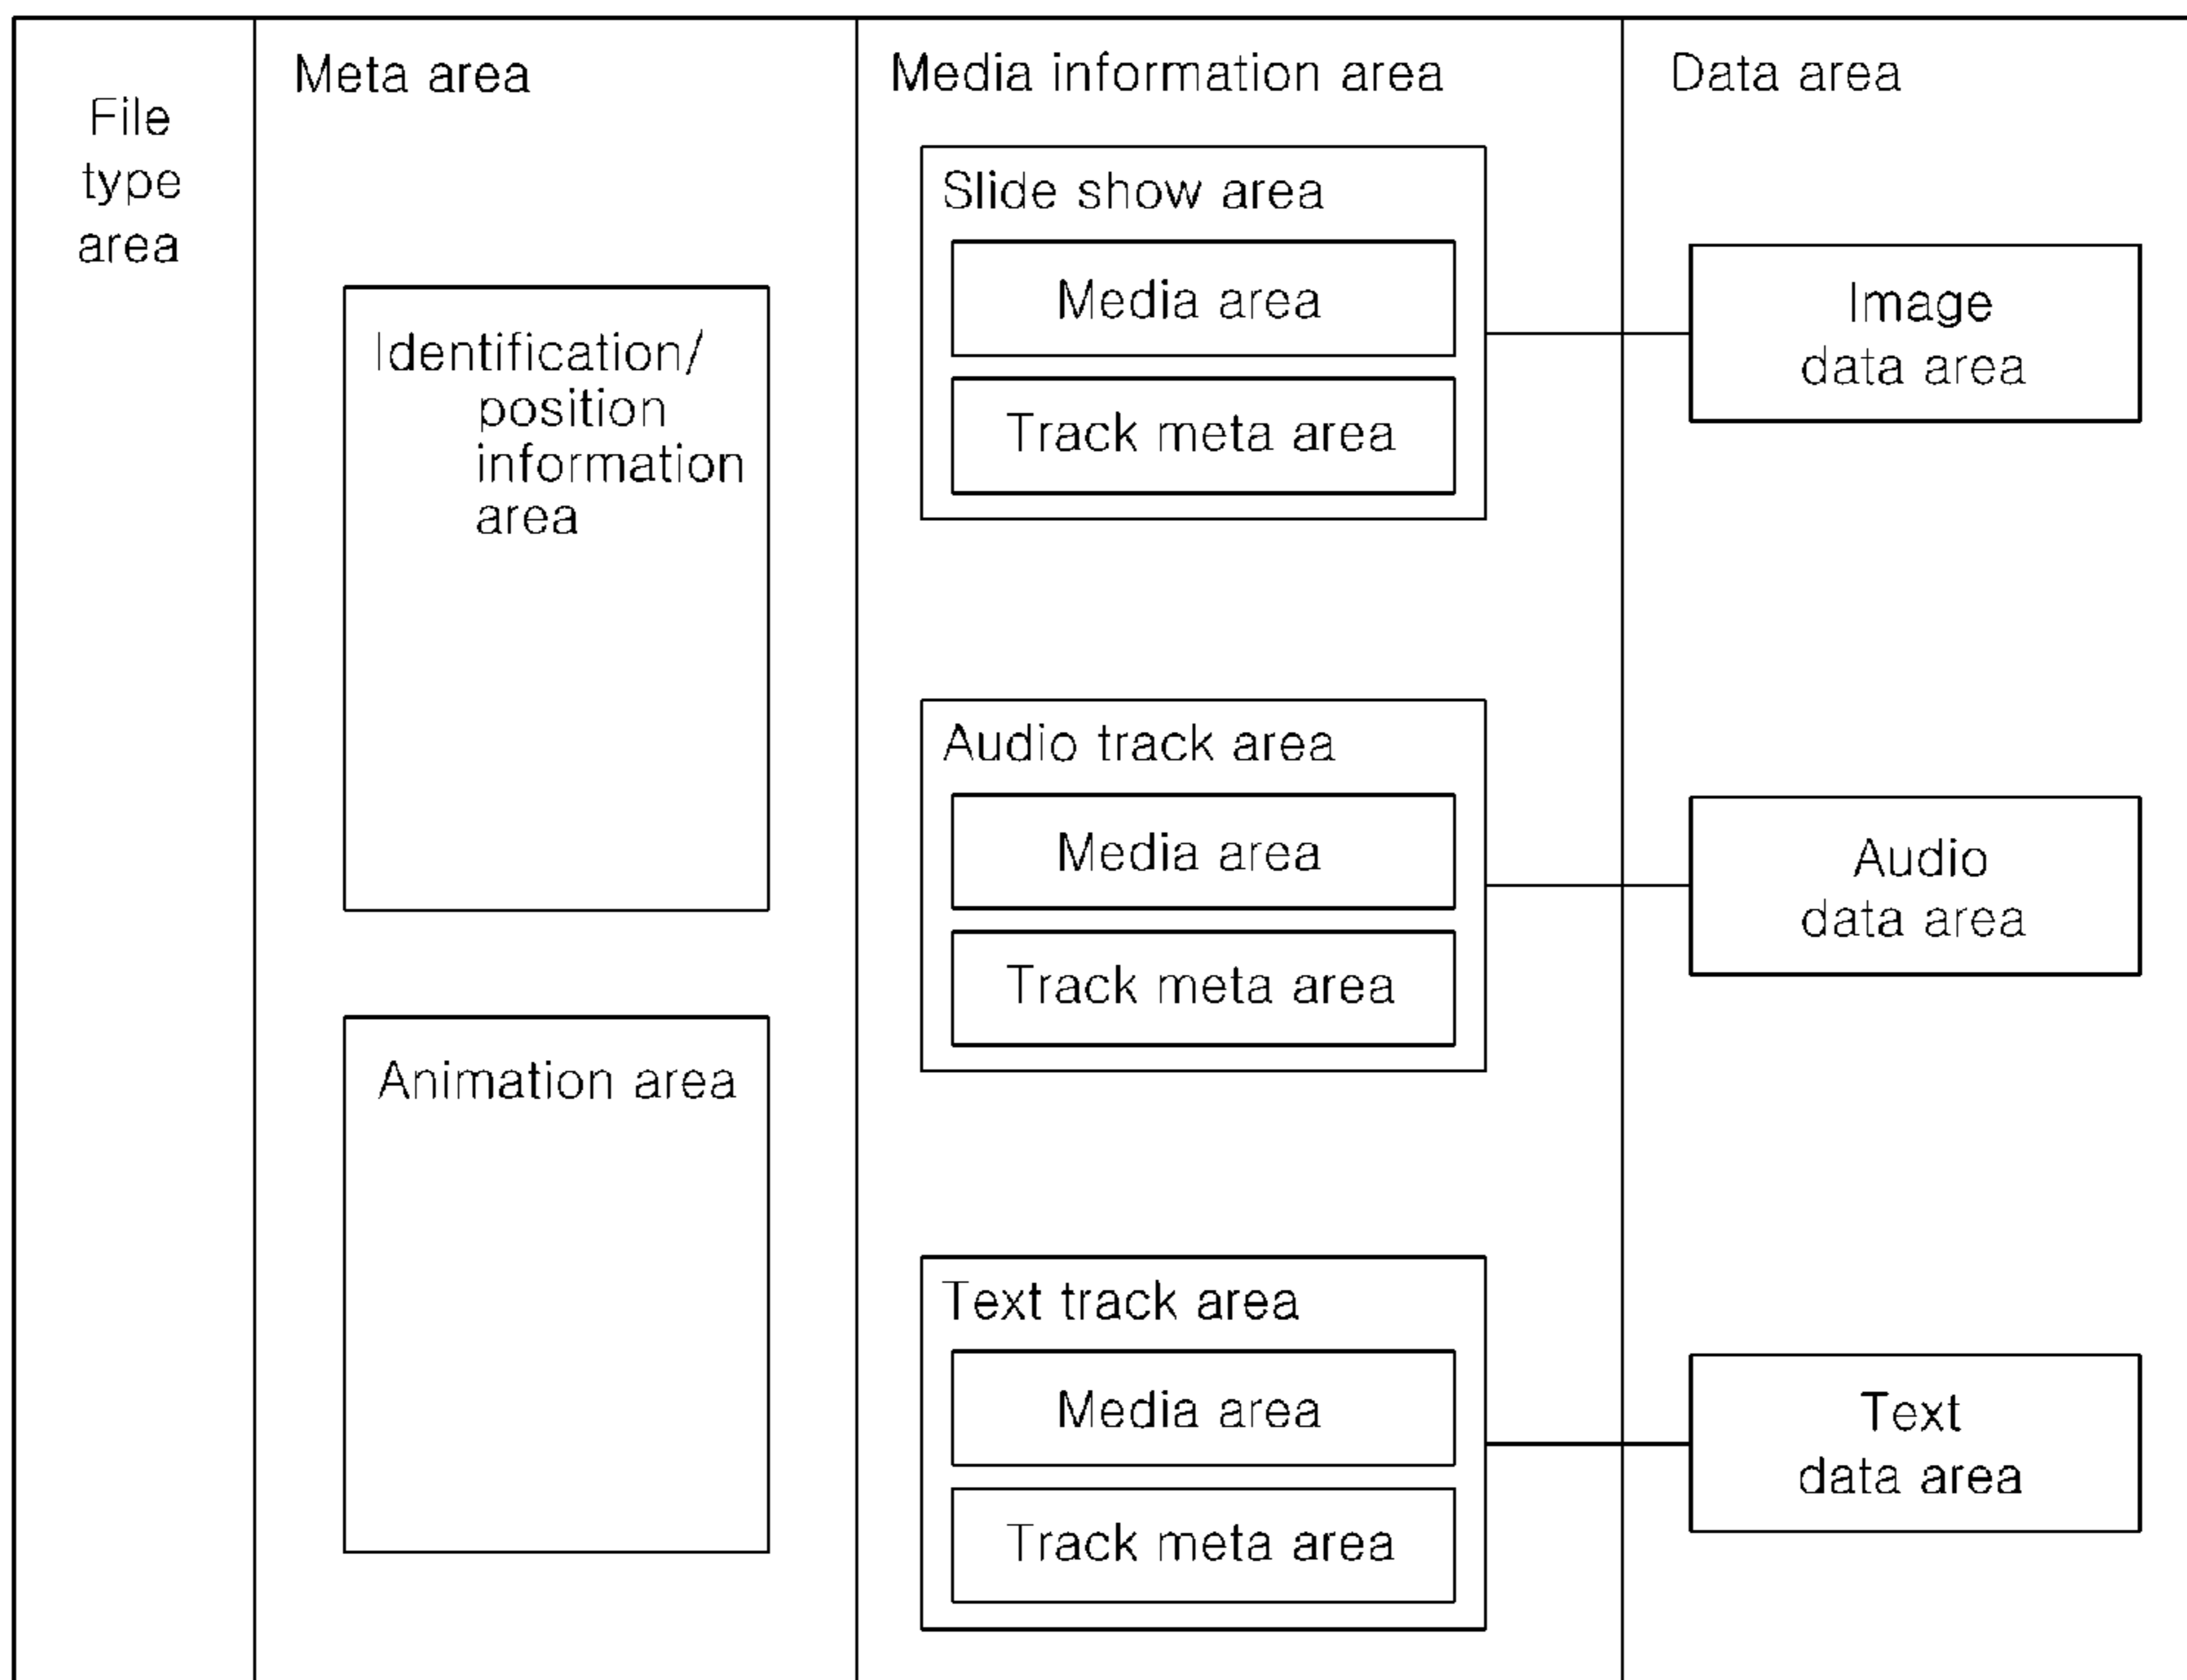 File
type
area
Meta area
Identification/
position
information
area
Animation area
Media information area
Slide show area
Media area
Track meta area
Audio track area
Media area
Track meta area
Text track area
Media area
Track meta area
Data area
Image
data area
Audio
data area
Text
data area